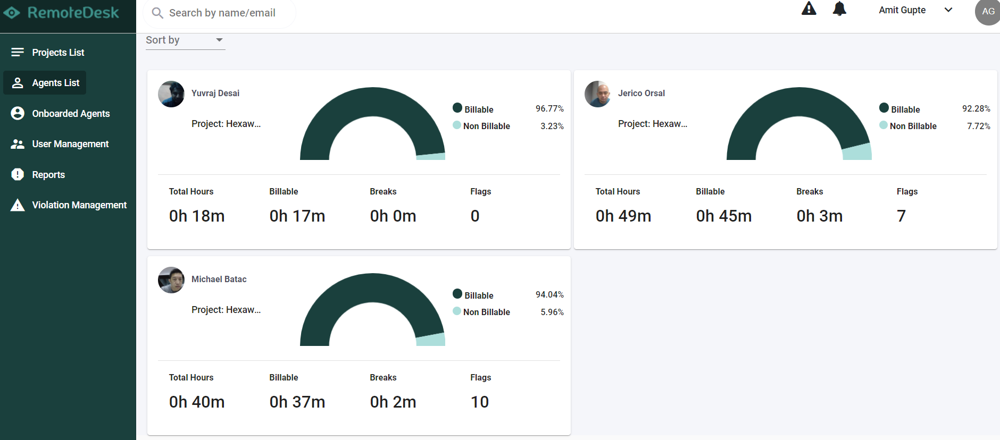 RemoteDesk
Search by name/email
Amit Gupte
AG
Sort by
Projects List
Agents List
Onboarded Agents
User Management
Reports
Violation Management
Yuvraj Desai
Project: Hexaw...
Billable 96.77%
Non Billable 3.23%
Total Hours Billable Breaks Flags
0h 18m 0h 17m 0h 0m 0
Jerico Orsal
Project: Hexaw...
Billable 92.28%
Non Billable 7.72%
Total Hours Billable Breaks Flags
0h 49m 0h 45m 0h 3m 7
Michael Batac
Project: Hexaw...
Billable 94.04%
Non Billable 5.96%
Total Hours Billable Breaks Flags
0h 40m 0h 37m 0h 2m 10